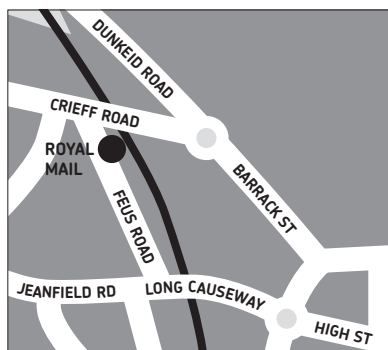 DUNKEID ROAD
CRIEFF ROAD
ROYAL
MAIL
BARRACK ST
FEUS ROAD
JEANFIELD RD
LONG CAUSEWAY
HIGH ST